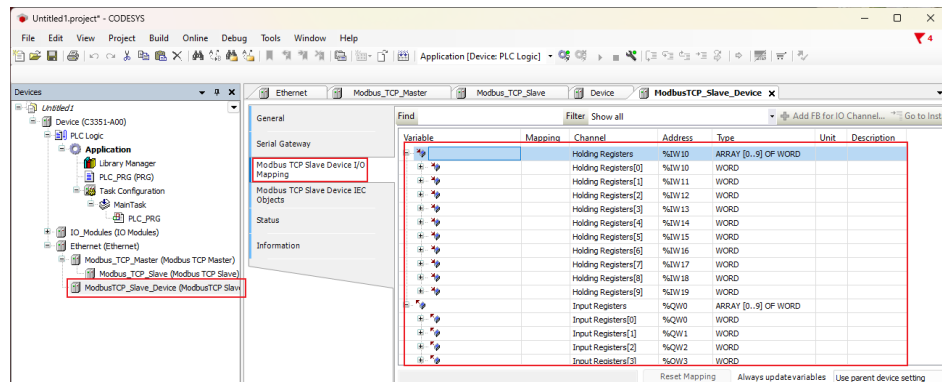 Untitled1.project* - CODESYS
File Edit View Project Build Online Debug Tools Window Help
4
Application [Device: PLC Logic]
Devices
Untitled1
Device (C3351-A00)
PLC Logic
Application
Library Manager
PLC_PRG (PRG)
Task Configuration
MainTask
PLC_PRG
IO_Modules (IO Modules)
Ethernet (Ethernet)
Modbus_TCP_Master (Modbus TCP Master)
Modbus_TCP_Slave (Modbus TCP Slave)
ModbusTCP_Slave_Device (ModbusTCP Slav
Ethernet Modbus_TCP_Master Modbus_TCP_Slave Device ModbusTCP_Slave_Device
General
Serial Gateway
Modbus TCP Slave Device I/O
Mapping
Modbus TCP Slave Device IEC
Objects
Status
Information
Find Filter Show all Add FB for IO Channel... Go to Inst
Variable Mapping Channel Address Type Unit Description
Holding Registers %IW10 ARRAY [0..9] OF WORD
Holding Registers[0] %IW10 WORD
Holding Registers[1] %IW11 WORD
Holding Registers[2] %IW12 WORD
Holding Registers[3] %IW13 WORD
Holding Registers[4] %IW14 WORD
Holding Registers[5] %IW15 WORD
Holding Registers[6] %IW16 WORD
Holding Registers[7] %IW17 WORD
Holding Registers[8] %IW18 WORD
Holding Registers[9] %IW19 WORD
Input Registers %QW0 ARRAY [0..9] OF WORD
Input Registers[0] %QW0 WORD
Input Registers[1] %QW1 WORD
Input Registers[2] %QW2 WORD
Input Registers[3] %QW3 WORD
Reset Mapping Always update variables Use parent device setting